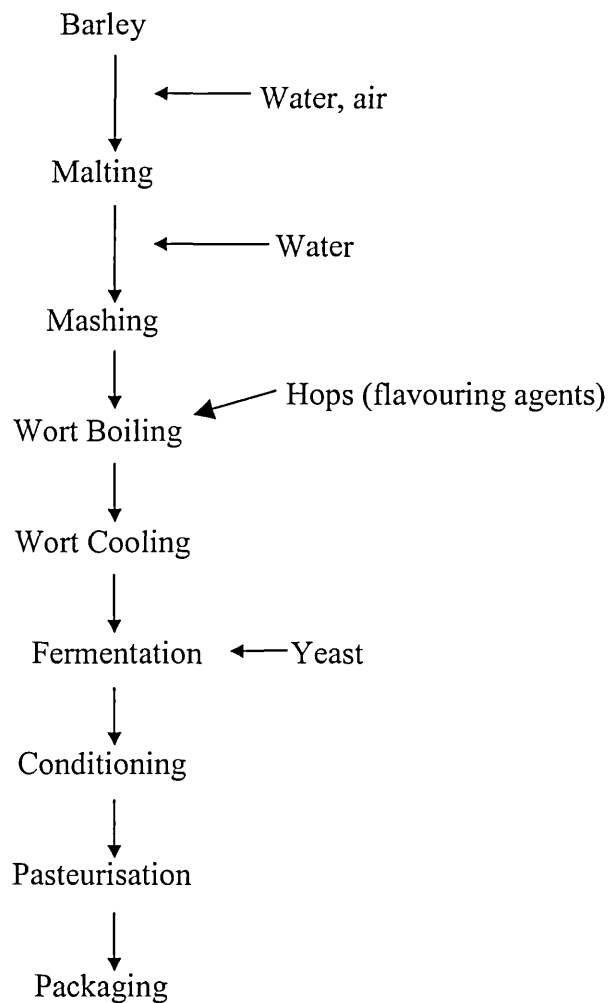 Barley
Water, air
Malting
Water
Mashing
Hops (flavouring agents)
Wort Boiling
Wort Cooling
Fermentation
Yeast
Conditioning
Pasteurisation
Packaging